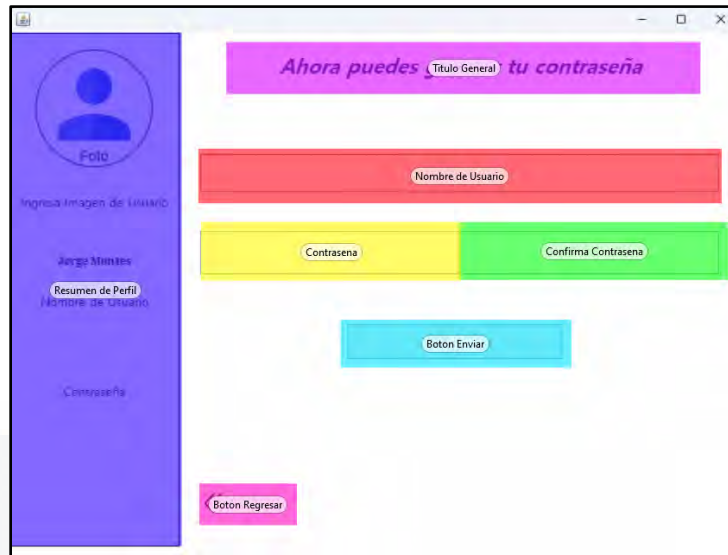 Ahora puedes g tu contraseña
Titulo General
Foto
Ingresa Imagen de Usuario
Jorge Montes
Resumen de Perfil
Nombre de Usuario
Contraseña
Nombre de Usuario
Contrasena
Confirma Contrasena
Boton Enviar
Boton Regresar